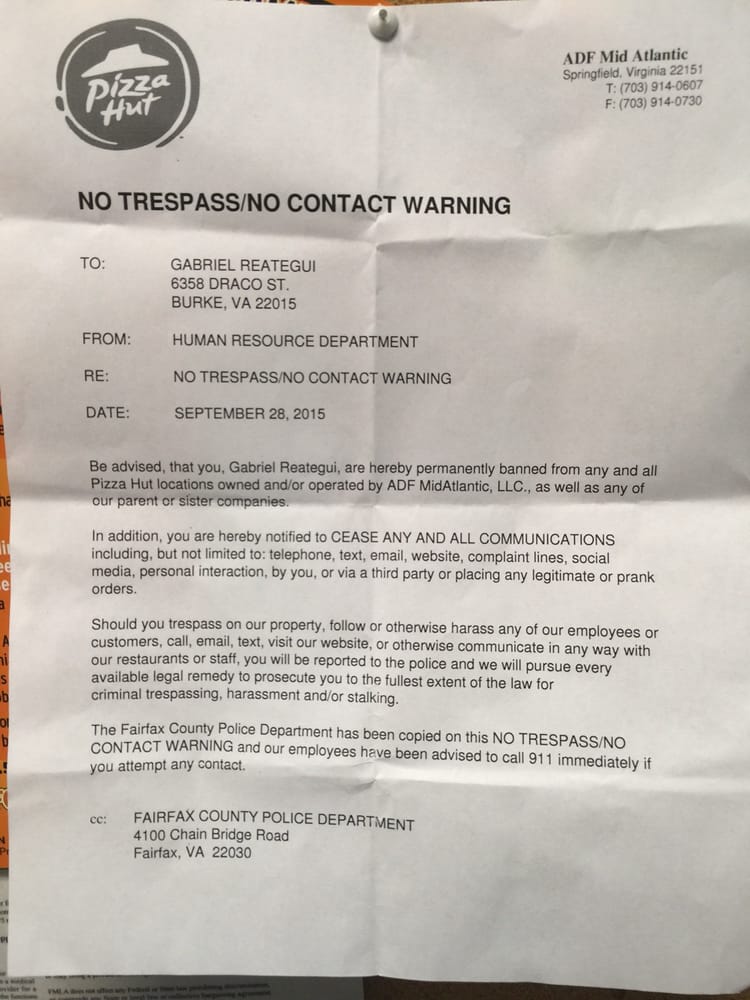 Pizza
Hut
ADF Mid Atlantic
Springfield, Virginia 22151
T: (703) 914-0607
F: (703) 914-0730
NO TRESPASS/NO CONTACT WARNING
TO: GABRIEL REATEGUI
6358 DRACO ST.
BURKE, VA 22015
FROM: HUMAN RESOURCE DEPARTMENT
RE: NO TRESPASS/NO CONTACT WARNING
DATE: SEPTEMBER 28, 2015
Be advised, that you, Gabriel Reategui, are hereby permanently banned from any and all
Pizza Hut locations owned and/or operated by ADF MidAtlantic, LLC., as well as any of
our parent or sister companies.
In addition, you are hereby notified to CEASE ANY AND ALL COMMUNICATIONS
including, but not limited to: telephone, text, email, website, complaint lines, social
media, personal interaction, by you, or via a third party or placing any legitimate or prank
orders.
Should you trespass on our property, follow or otherwise harass any of our employees or
customers, call, email, text, visit our website, or otherwise communicate in any way with
our restaurants or staff, you will be reported to the police and we will pursue every
available legal remedy to prosecute you to the fullest extent of the law for
criminal trespassing, harassment and/or stalking.
The Fairfax County Police Department has been copied on this NO TRESPASS/NO
CONTACT WARNING and our employees have been advised to call 911 immediately if
you attempt any contact.
cc: FAIRFAX COUNTY POLICE DEPARTMENT
4100 Chain Bridge Road
Fairfax, VA 22030